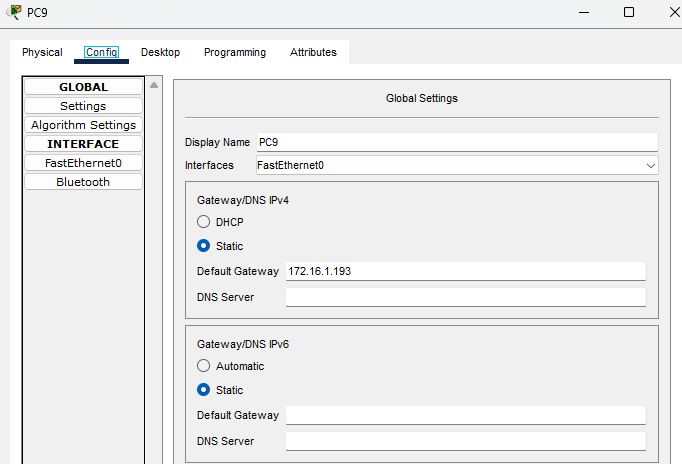 PC9
Physical Config Desktop Programming Attributes
GLOBAL
Settings
Algorithm Settings
INTERFACE
FastEthernet0
Bluetooth
Global Settings
Display Name PC9
Interfaces FastEthernet0
Gateway/DNS IPv4
DHCP
Static
Default Gateway 172.16.1.193
DNS Server
Gateway/DNS IPv6
Automatic
Static
Default Gateway
DNS Server